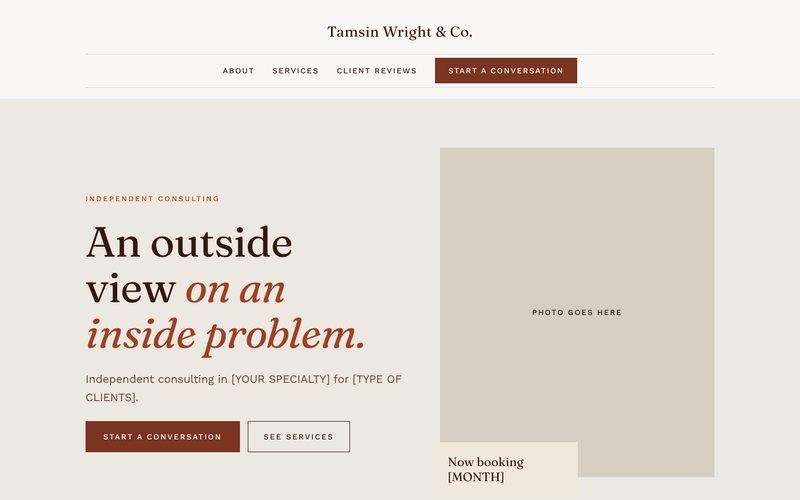 Tamsin Wright & Co.
ABOUT SERVICES CLIENT REVIEWS START A CONVERSATION
INDEPENDENT CONSULTING
An outside
view on an
inside problem.
Independent consulting in [YOUR SPECIALTY] for [TYPE OF
CLIENTS].
START A CONVERSATION SEE SERVICES
PHOTO GOES HERE
Now booking
[MONTH]